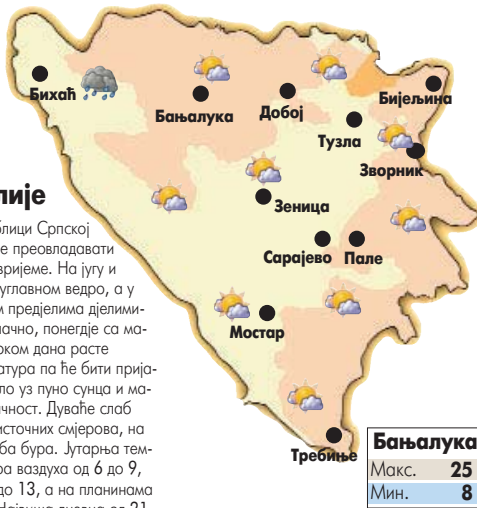 Бихаћ
Бањалука
Добој
Бијељина
Тузла
Зворник
Зеница
Сарајево Пале
Мостар
Требиње
лије
блици Српској
е преовладавати
вријеме. На југу и
углавном ведро, а у
м предјелима дјелими-
лачно, понегдје са ма-
оком дана расте
атура па ће бити прија-
ло уз пуно сунца и ма-
ачност. Дуваће слаб
источних смјерова, на
ба бура. Јутарња тем-
ра ваздуха од 6 до 9,
до 13, а на планинама
Бањалука
Макс. 25
Мин. 8